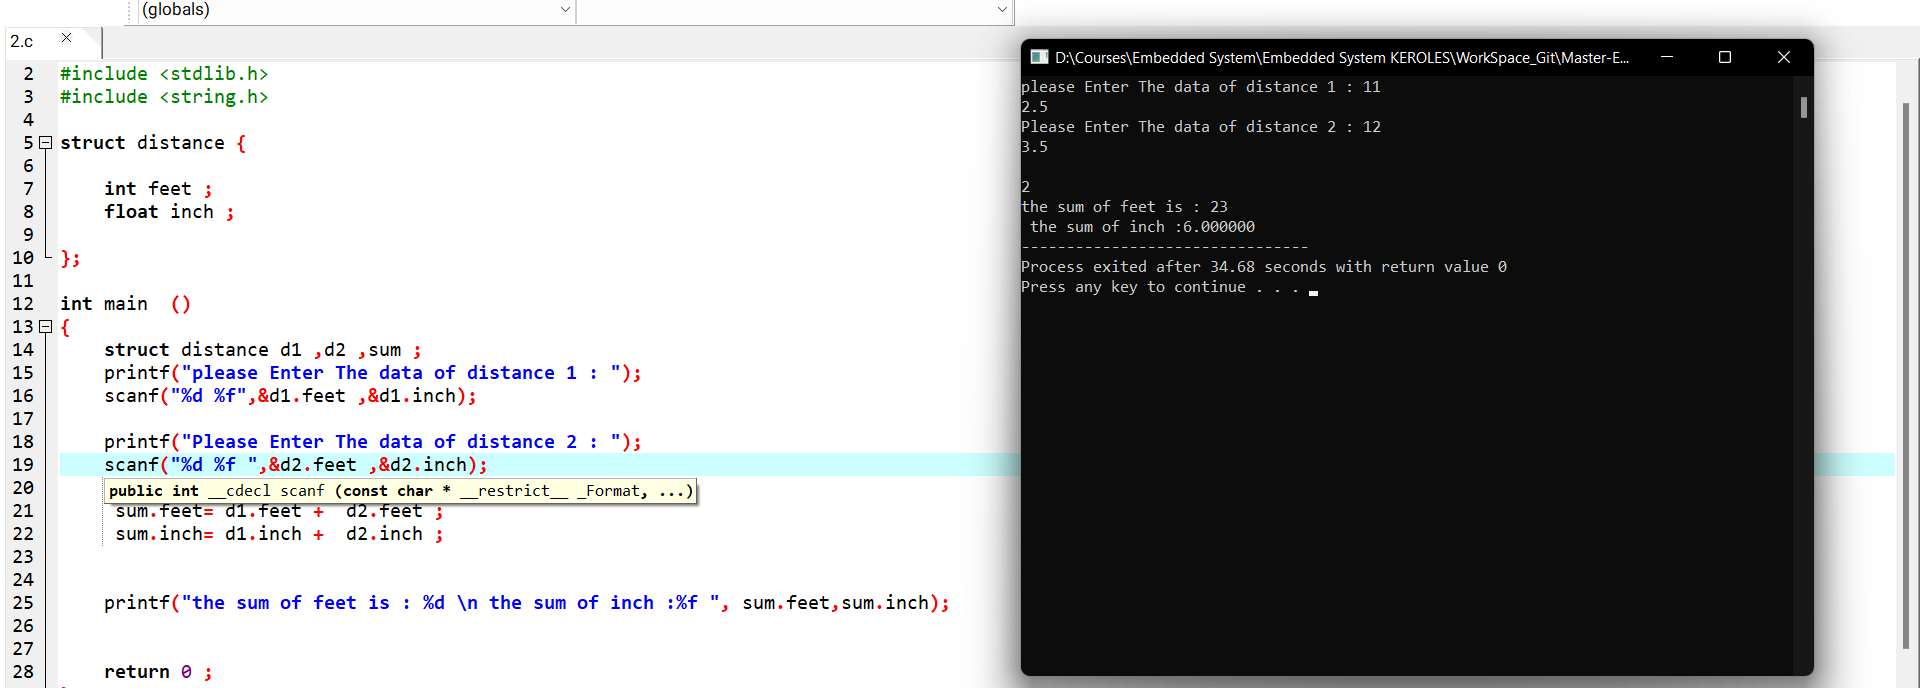 (globals)
2.c
2 #include <stdlib.h>
3 #include <string.h>
4
5 struct distance {
6
7 int feet ;
8 float inch ;
9
10 };
11
12 int main  ()
13 {
14 struct distance d1 ,d2 ,sum ;
15 printf("please Enter The data of distance 1 : ");
16 scanf("%d %f",&d1.feet ,&d1.inch);
17
18 printf("Please Enter The data of distance 2 : ");
19 scanf("%d %f ",&d2.feet ,&d2.inch);
20 public int __cdecl scanf (const char * __restrict__ _Format, ...)
21 sum.feet= d1.feet +  d2.feet ;
22 sum.inch= d1.inch +  d2.inch ;
23
24
25 printf("the sum of feet is : %d \n the sum of inch :%f ", sum.feet,sum.inch);
26
27
28 return 0 ;
D:\Courses\Embedded System\Embedded System KEROLES\WorkSpace_Git\Master-E...
please Enter The data of distance 1 : 11
2.5
Please Enter The data of distance 2 : 12
3.5

2
the sum of feet is : 23
 the sum of inch :6.000000
--------------------------------
Process exited after 34.68 seconds with return value 0
Press any key to continue . . .